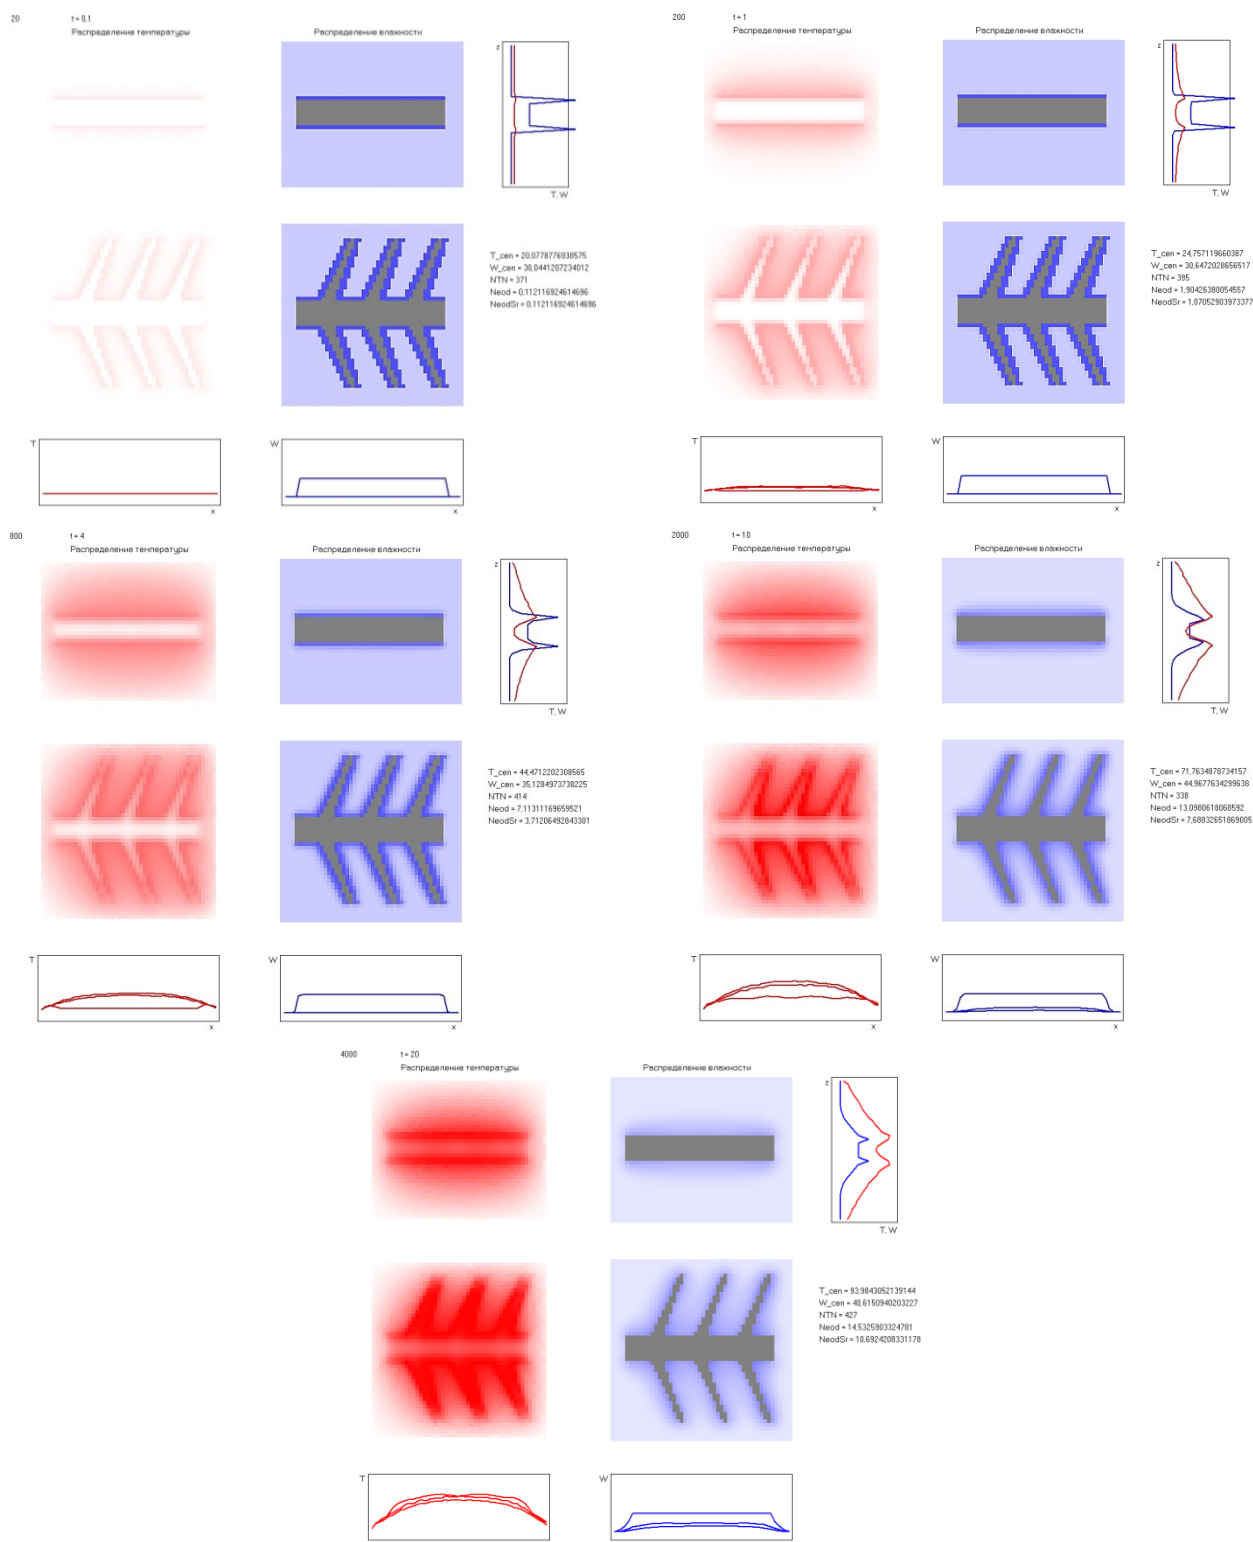 20 t = 0,1
Распределение температуры Распределение влажности
z
T, W
T_cen = 20,0778776938575
W_cen = 30,0441207234012
NTN = 371
Neod = 0,112116924614696
NeodSr = 0,112116924614696
T W
x x
200 t = 1
Распределение температуры Распределение влажности
z
T, W
T_cen = 24,757119660387
W_cen = 30,6472028656517
NTN = 395
Neod = 1,90426380054557
NeodSr = 1,07052903973377
T W
x x
800 t = 4
Распределение температуры Распределение влажности
z
T, W
T_cen = 44,4712202308565
W_cen = 35,1284973738225
NTN = 414
Neod = 7,11311169659521
NeodSr = 3,71206492843301
T W
x x
2000 t = 10
Распределение температуры Распределение влажности
z
T, W
T_cen = 71,7634878734157
W_cen = 44,9677634299638
NTN = 338
Neod = 13,0980618068592
NeodSr = 7,68832651869005
T W
x x
4000 t = 20
Распределение температуры Распределение влажности
z
T, W
T_cen = 93,9843052139144
W_cen = 40,6150940203227
NTN = 427
Neod = 14,5325903324781
NeodSr = 10,6924208331178
T W